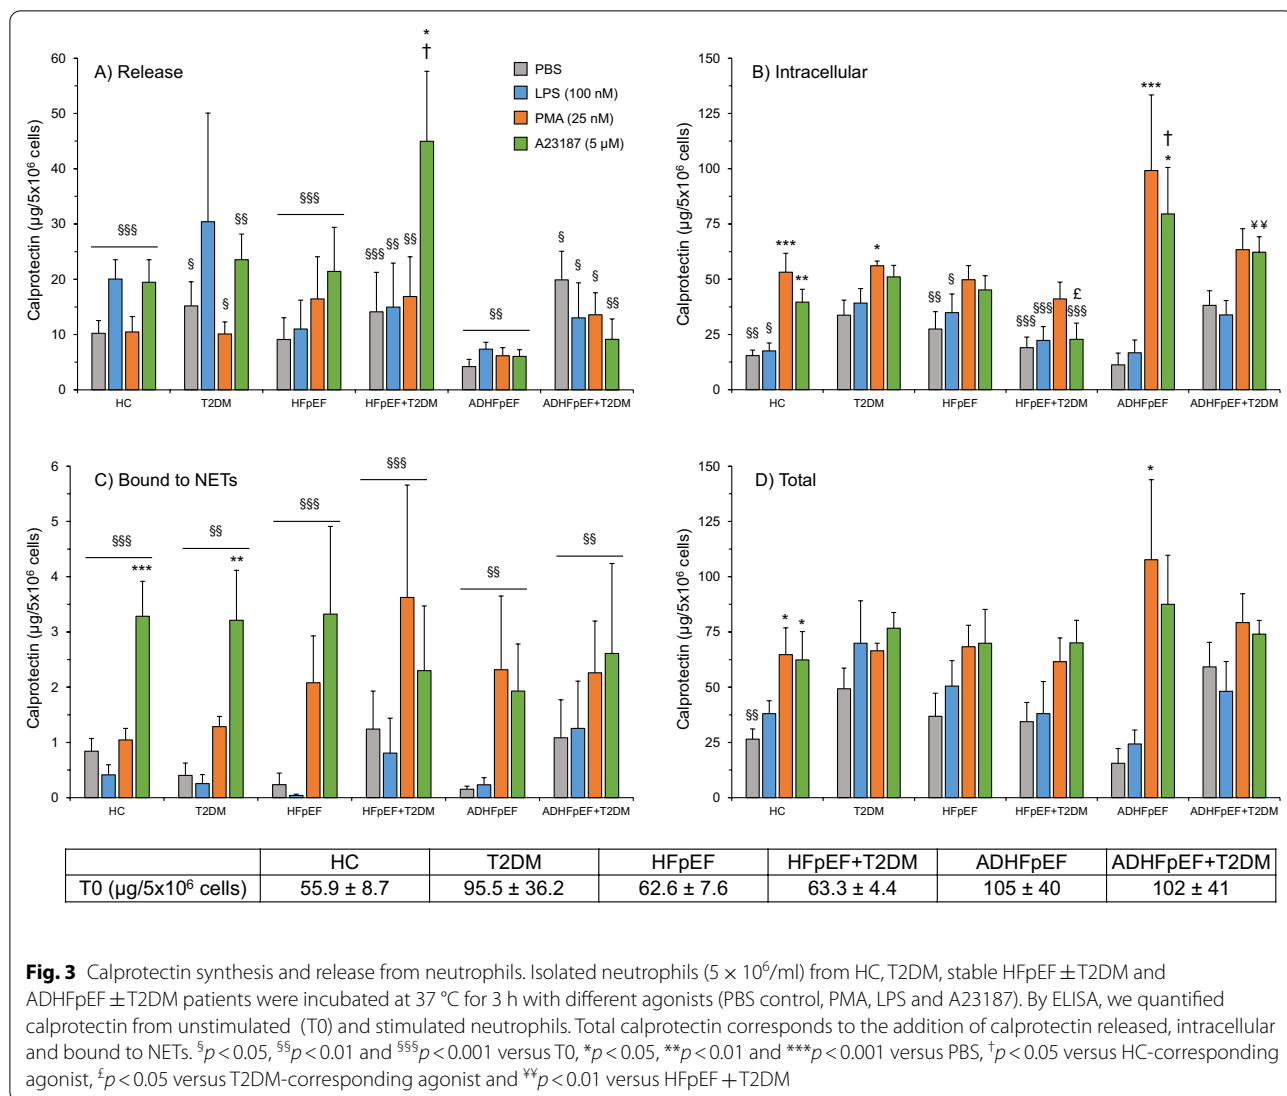 A) Release
Calprotectin (µg/5x10⁶ cells)
60
50
40
30
20
10
0
PBS
LPS (100 nM)
PMA (25 nM)
A23187 (5 µM)
§§§
§
§
§§
§§§
§§§
§§
§§
*
†
§§
§
§
§
§§
HC
T2DM
HFpEF
HFpEF+T2DM
ADHFpEF
ADHFpEF+T2DM
B) Intracellular
Calprotectin (µg/5x10⁶ cells)
150
125
100
75
50
25
0
§§
§
***
**
*
§§
§
§§§
§§§
£
§§§
***
†
*
¥¥
HC
T2DM
HFpEF
HFpEF+T2DM
ADHFpEF
ADHFpEF+T2DM
C) Bound to NETs
Calprotectin (µg/5x10⁶ cells)
6
5
4
3
2
1
0
§§§
***
§§
**
§§§
§§§
§§
§§
HC
T2DM
HFpEF
HFpEF+T2DM
ADHFpEF
ADHFpEF+T2DM
D) Total
Calprotectin (µg/5x10⁶ cells)
150
125
100
75
50
25
0
§§
*
*
*
HC
T2DM
HFpEF
HFpEF+T2DM
ADHFpEF
ADHFpEF+T2DM
HC T2DM HFpEF HFpEF+T2DM ADHFpEF ADHFpEF+T2DM
T0 (µg/5x10⁶ cells) 55.9 ± 8.7 95.5 ± 36.2 62.6 ± 7.6 63.3 ± 4.4 105 ± 40 102 ± 41
Fig. 3 Calprotectin synthesis and release from neutrophils. Isolated neutrophils (5 × 10⁶/ml) from HC, T2DM, stable HFpEF ± T2DM and
ADHFpEF ± T2DM patients were incubated at 37 °C for 3 h with different agonists (PBS control, PMA, LPS and A23187). By ELISA, we quantified
calprotectin from unstimulated (T0) and stimulated neutrophils. Total calprotectin corresponds to the addition of calprotectin released, intracellular
and bound to NETs. §p < 0.05, §§p < 0.01 and §§§p < 0.001 versus T0, *p < 0.05, **p < 0.01 and ***p < 0.001 versus PBS, †p < 0.05 versus HC-corresponding
agonist, £p < 0.05 versus T2DM-corresponding agonist and ¥¥p < 0.01 versus HFpEF + T2DM